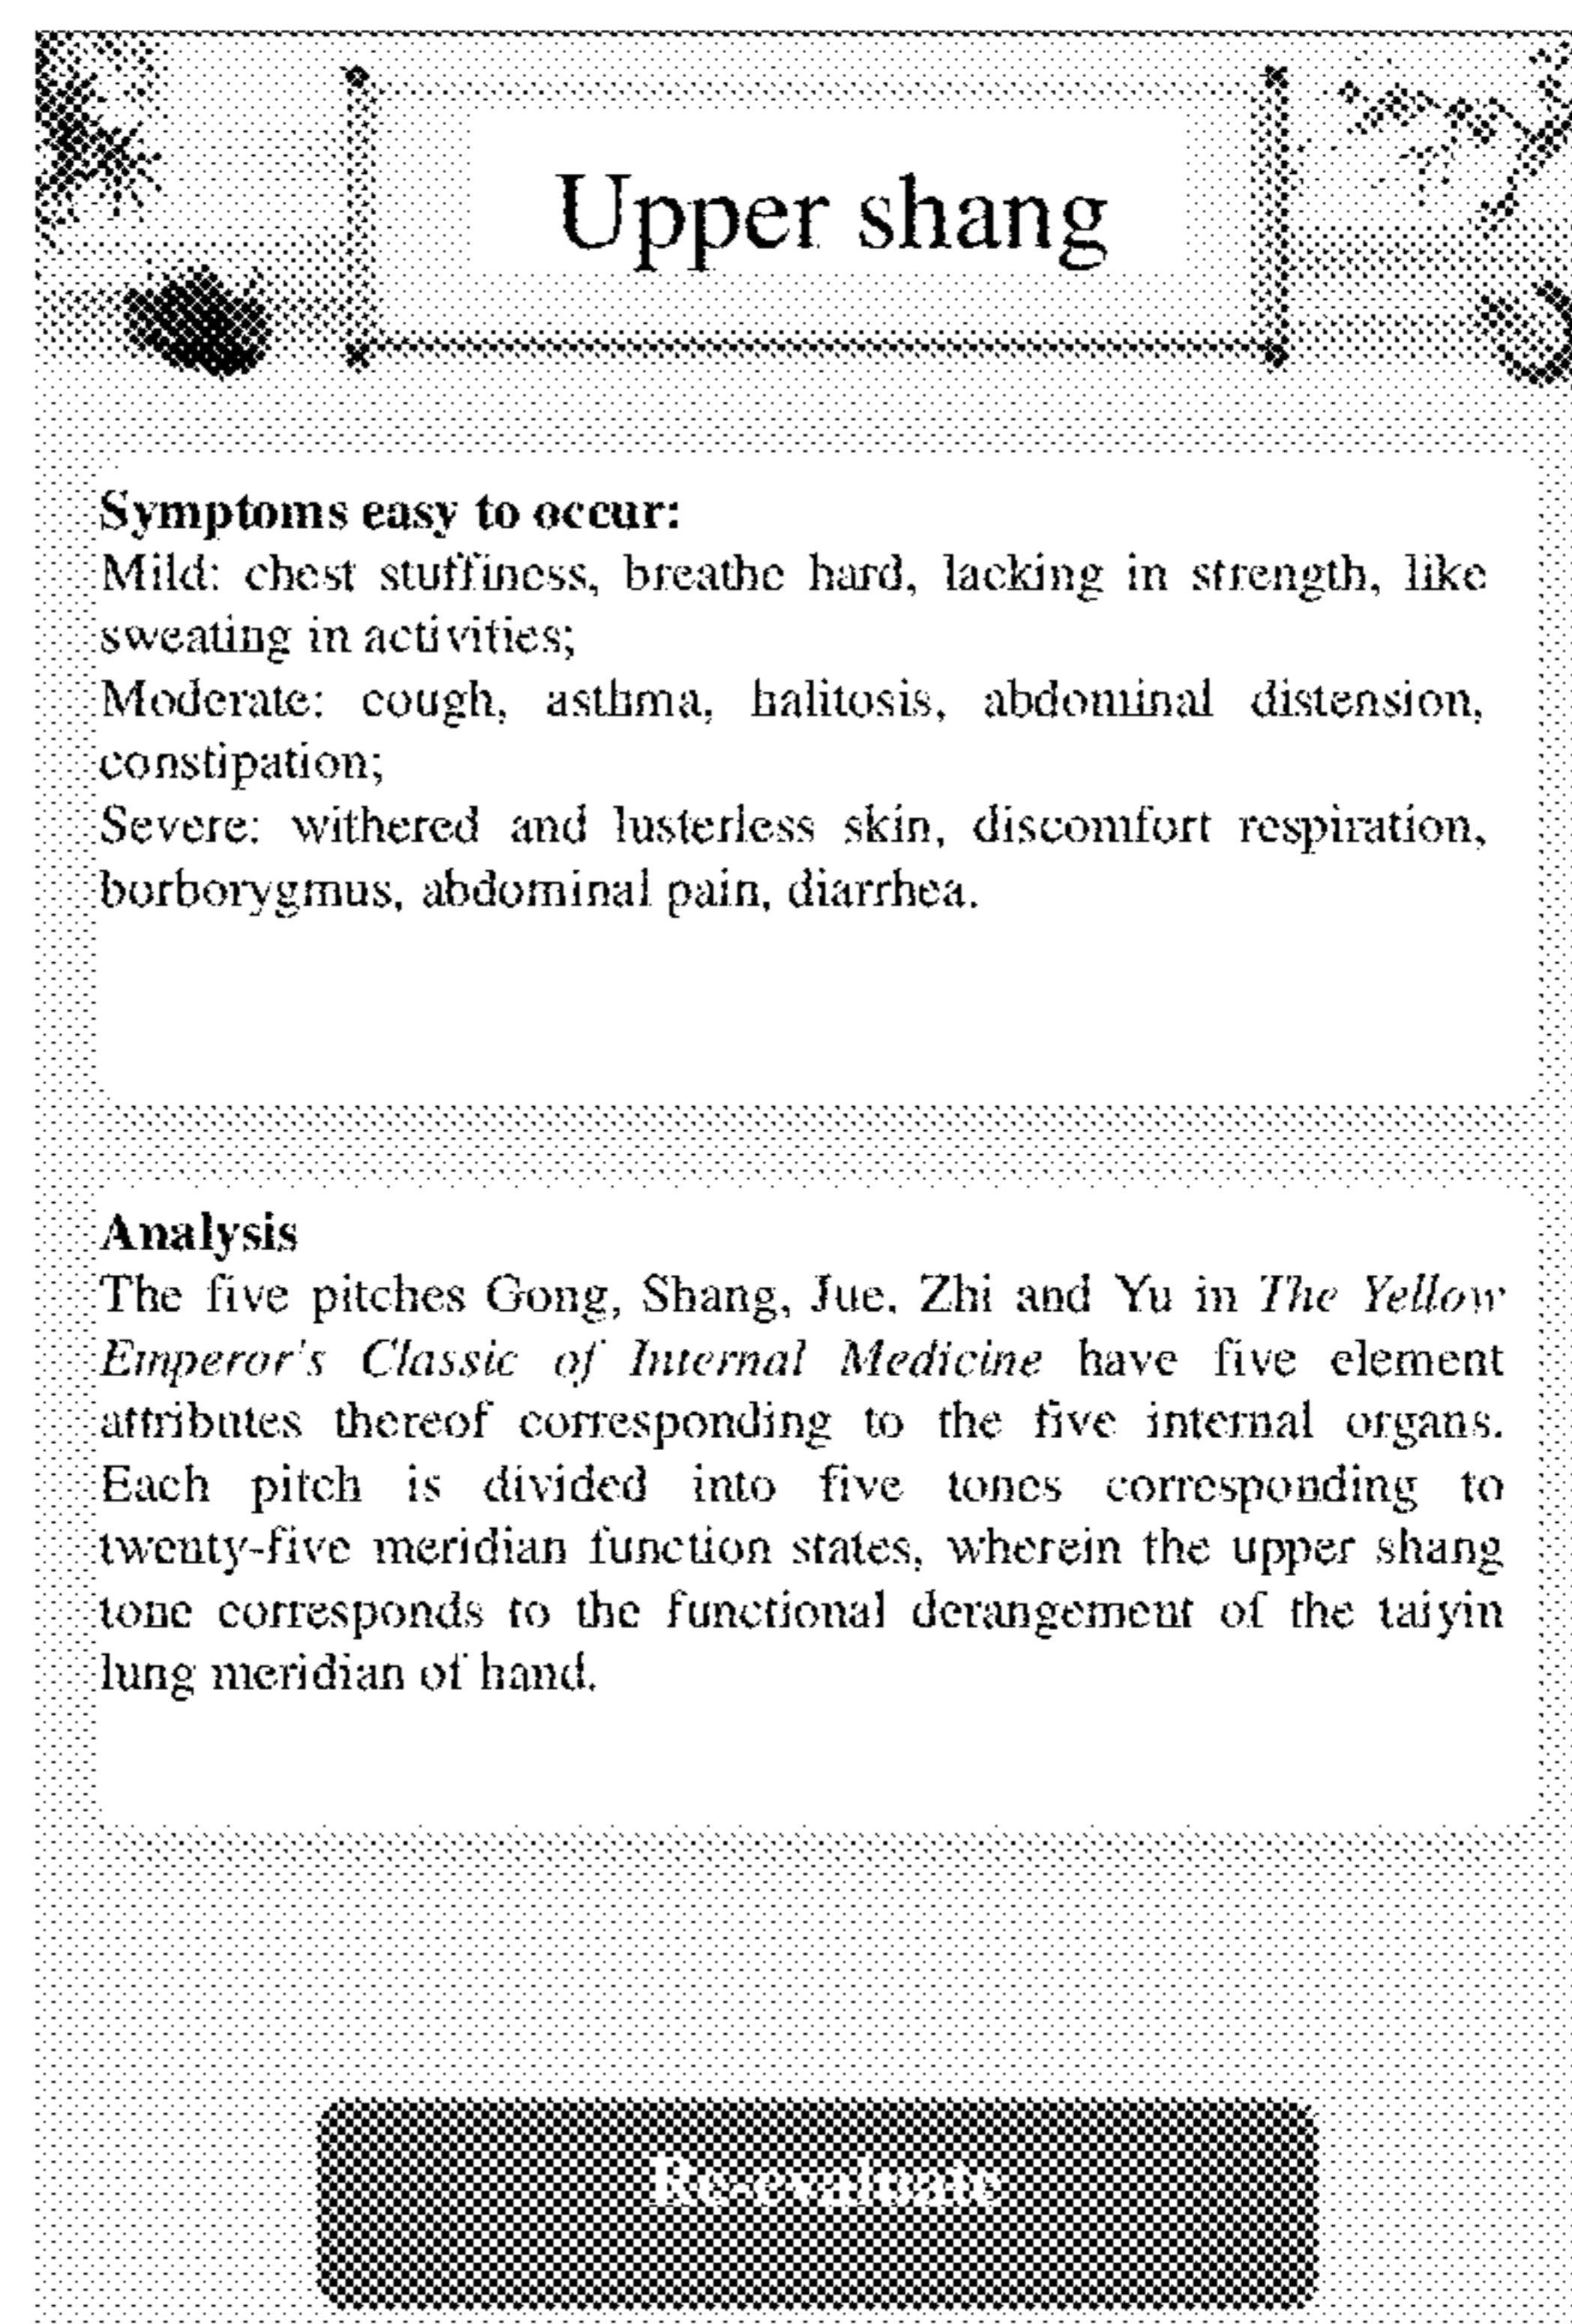 Upper shang
Symptoms easy to occur:
Mild: chest stuffiness, breathe hard, lacking in strength, like
sweating in activities;
Moderate: cough, asthma, halitosis, abdominal distension,
constipation;
Severe: withered and lusterless skin, discomfort respiration,
borborygmus, abdominal pain, diarrhea.
Analysis
The five pitches Gong, Shang, Jue, Zhi and Yu in The Yellow
Emperor's Classic of Internal Medicine have five element
attributes thereof corresponding to the five internal organs.
Each pitch is divided into five tones corresponding to
twenty-five meridian function states, wherein the upper shang
tone corresponds to the functional derangement of the taiyin
lung meridian of hand.
Re-evaluate